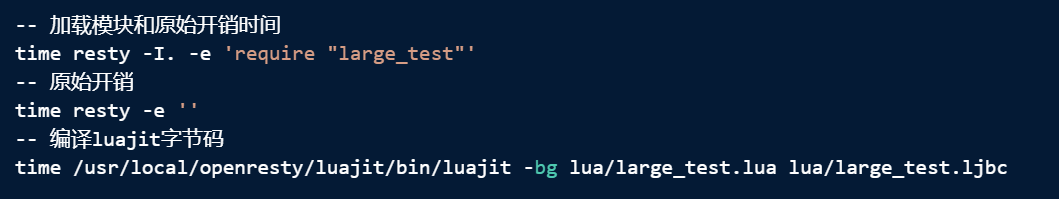 -- 加载模块和原始开销时间
time resty -I. -e 'require "large_test"'
-- 原始开销
time resty -e ''
-- 编译luajit字节码
time /usr/local/openresty/luajit/bin/luajit -bg lua/large_test.lua lua/large_test.ljbc